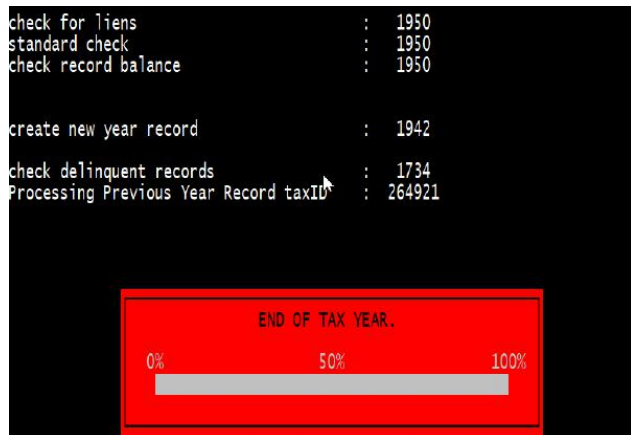 check for liens : 1950
standard check : 1950
check record balance : 1950
create new year record : 1942
check delinquent records : 1734
Processing Previous Year Record taxID : 264921
END OF TAX YEAR.
0% 50% 100%